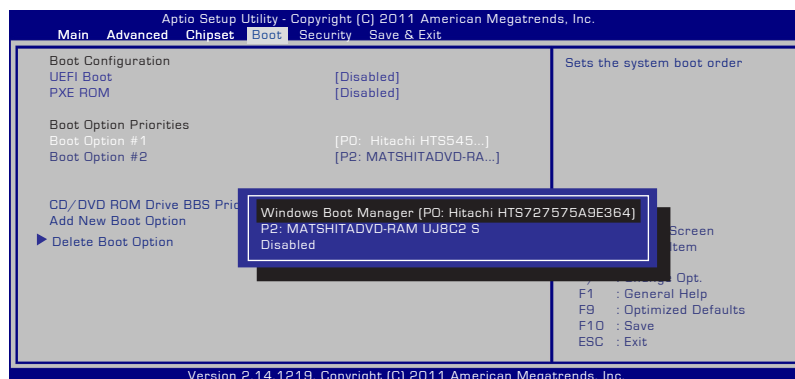 Aptio Setup Utility - Copyright (C) 2011 American Megatrends, Inc.
Main Advanced Chipset Boot Security Save & Exit
Boot Configuration
UEFI Boot [Disabled]
PXE ROM [Disabled]
Boot Option Priorities
Boot Option #1 [P0: Hitachi HTS545...]
Boot Option #2 [P2: MATSHITADVD-RA...]
CD/DVD ROM Drive BBS
Add New Boot Option
Delete Boot Option
Windows Boot Manager (P0: Hitachi HTS727575A9E364)
P2: MATSHITADVD-RAM UJ8C2 S
Disabled
Sets the system boot order
Screen
Opt.
F1 : General Help
F9 : Optimized Defaults
F10 : Save
ESC : Exit
Version 2.14.1219. Copyright (C) 2011 American Megatrends, Inc.